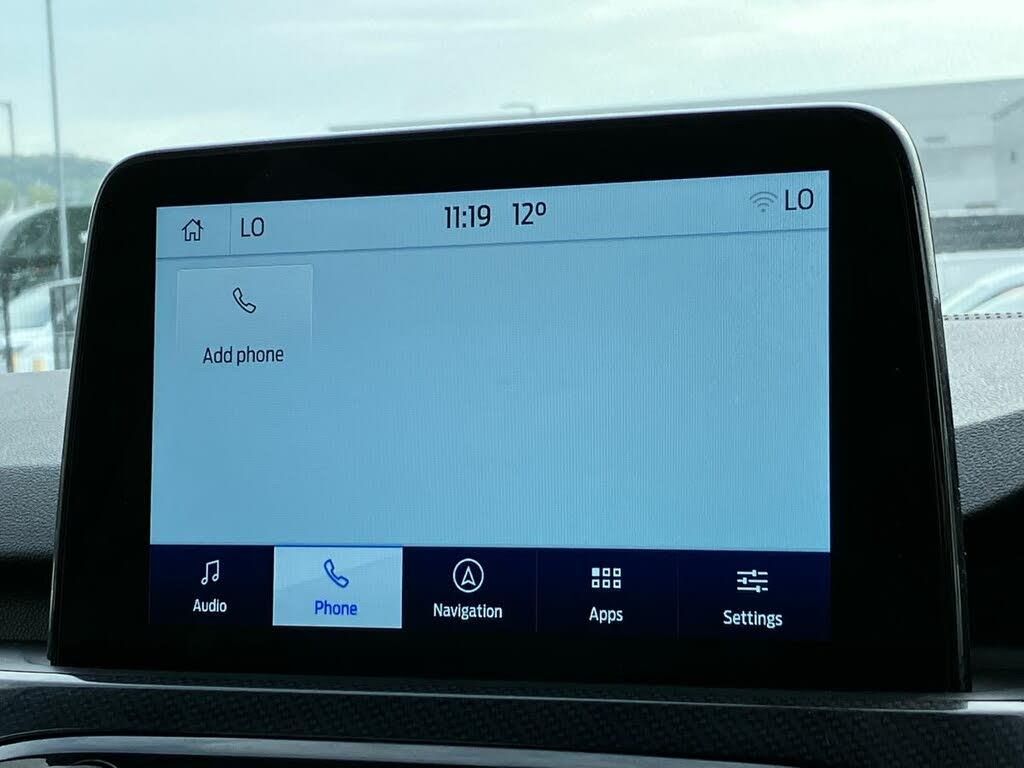 LO 11:19 12º LO
Add phone
Audio Phone Navigation Apps Settings